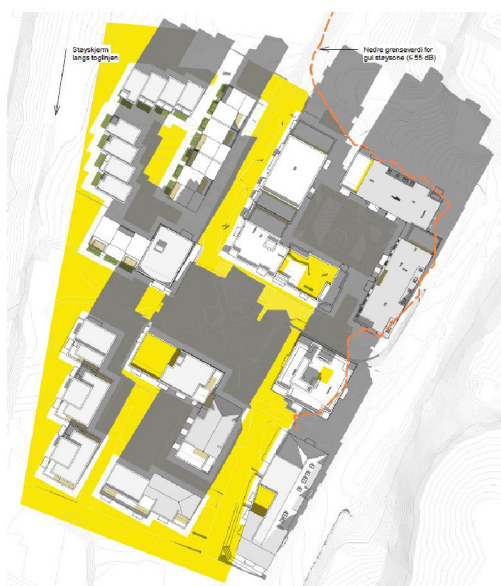 Støyskjerm
langs toglinjen
Nedre grenseverdi for
gul støysone (≤ 55 dB)